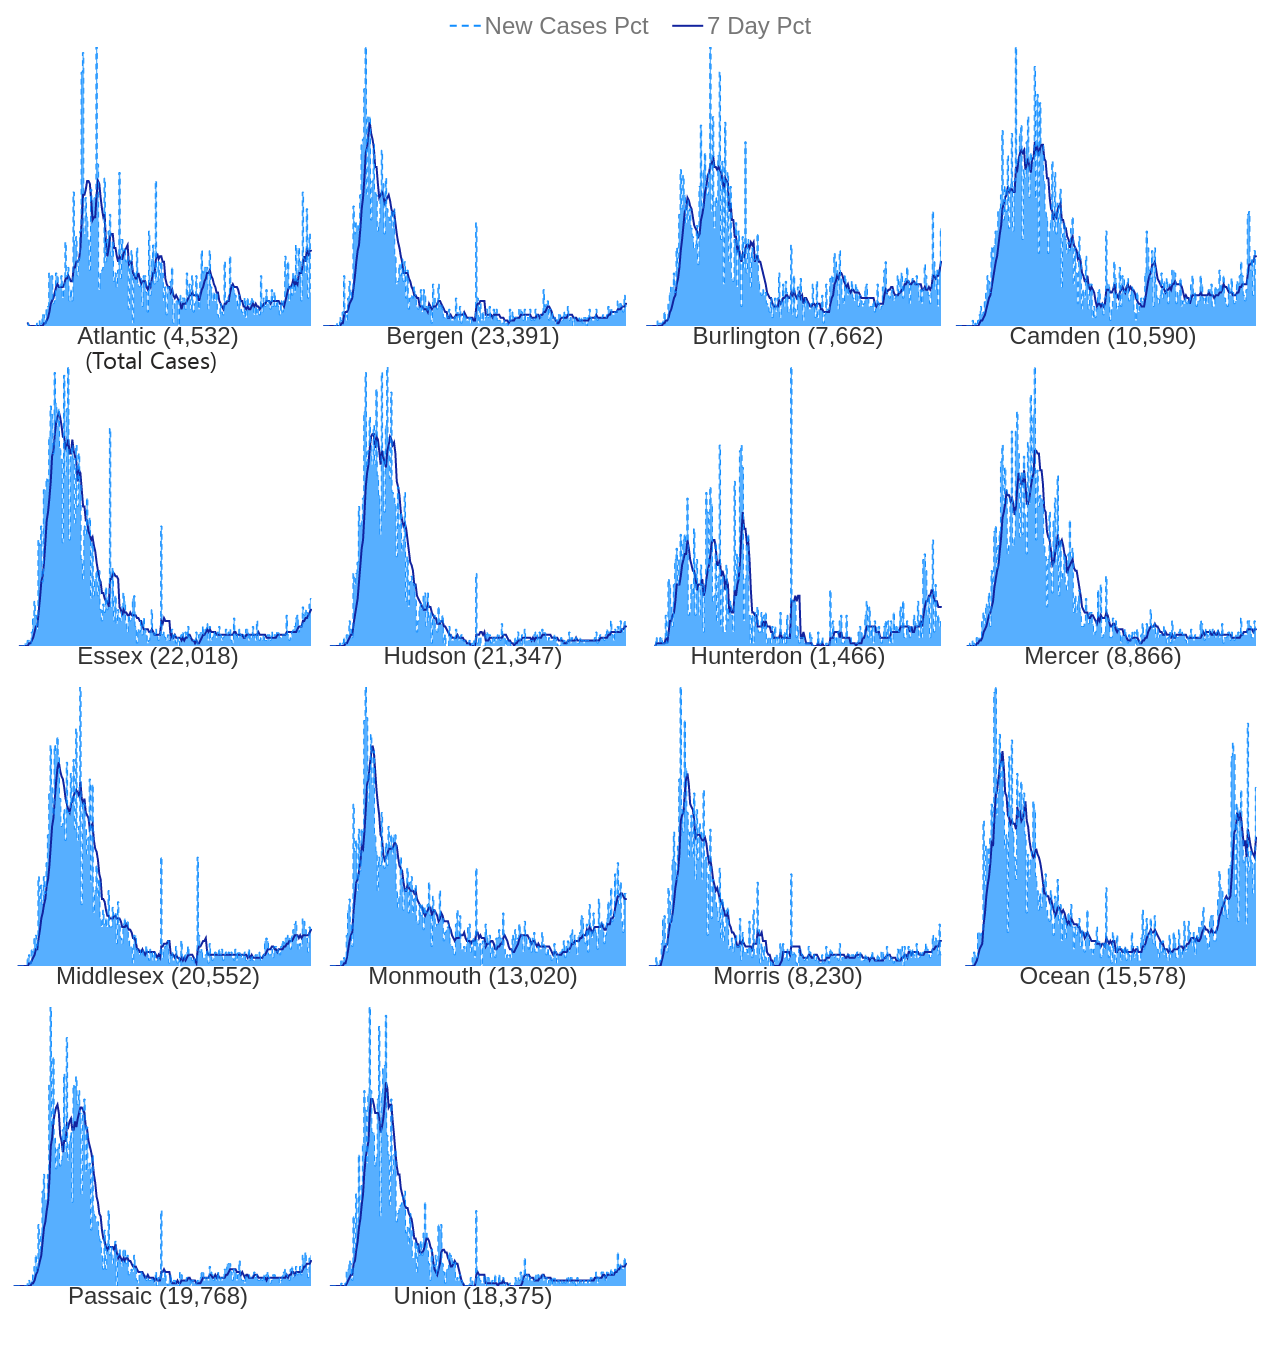 New Cases Pct 7 Day Pct
Atlantic (4,532) Bergen (23,391) Burlington (7,662) Camden (10,590)
(Total Cases)
Essex (22,018) Hudson (21,347) Hunterdon (1,466) Mercer (8,866)
Middlesex (20,552) Monmouth (13,020) Morris (8,230) Ocean (15,578)
Passaic (19,768) Union (18,375)